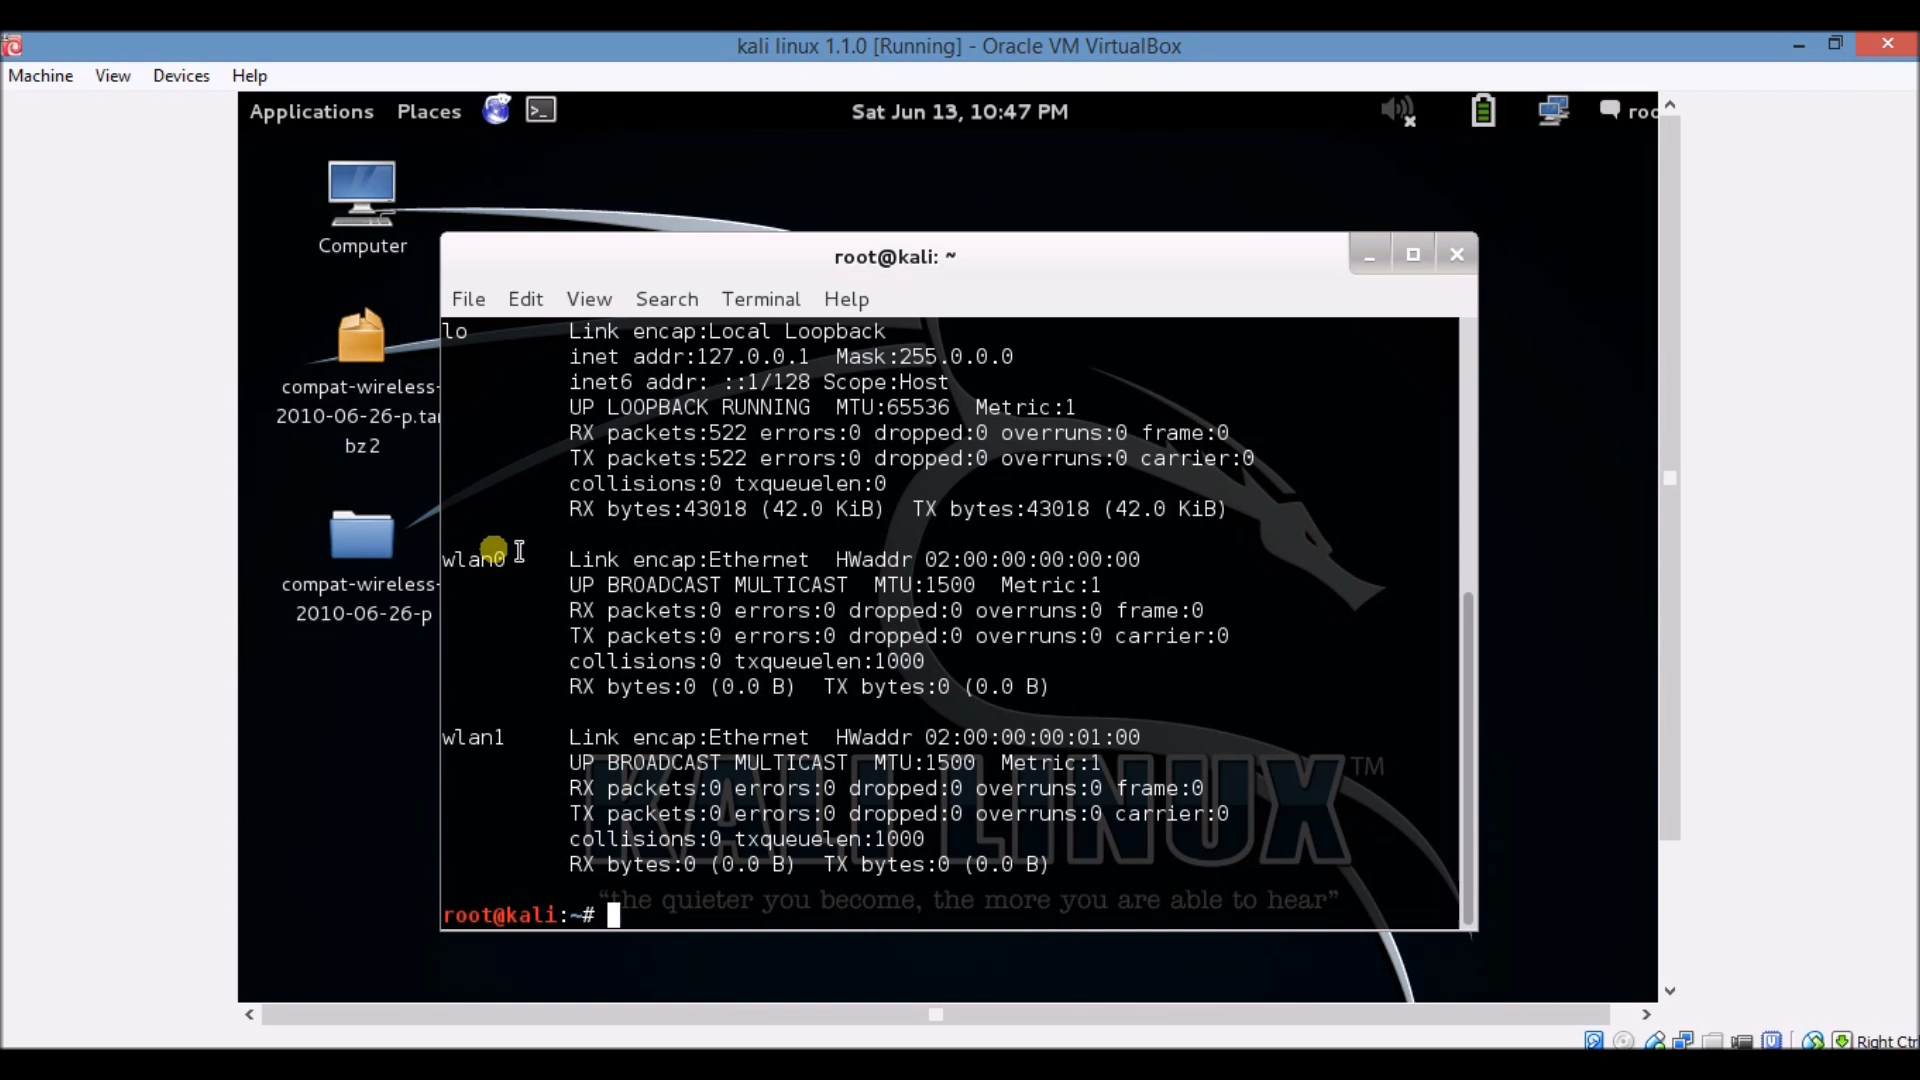 kali linux 1.1.0 [Running] - Oracle VM VirtualBox
Machine View Devices Help
Applications Places Sat Jun 13, 10:47 PM roo
Computer
compat-wireless-
2010-06-26-p.tar
bz2
compat-wireless-
2010-06-26-p
root@kali: ~
File Edit View Search Terminal Help
lo Link encap:Local Loopback
inet addr:127.0.0.1 Mask:255.0.0.0
inet6 addr: ::1/128 Scope:Host
UP LOOPBACK RUNNING MTU:65536 Metric:1
RX packets:522 errors:0 dropped:0 overruns:0 frame:0
TX packets:522 errors:0 dropped:0 overruns:0 carrier:0
collisions:0 txqueuelen:0
RX bytes:43018 (42.0 KiB) TX bytes:43018 (42.0 KiB)
wlan0 Link encap:Ethernet HWaddr 02:00:00:00:00:00
UP BROADCAST MULTICAST MTU:1500 Metric:1
RX packets:0 errors:0 dropped:0 overruns:0 frame:0
TX packets:0 errors:0 dropped:0 overruns:0 carrier:0
collisions:0 txqueuelen:1000
RX bytes:0 (0.0 B) TX bytes:0 (0.0 B)
wlan1 Link encap:Ethernet HWaddr 02:00:00:00:01:00
UP BROADCAST MULTICAST MTU:1500 Metric:1
RX packets:0 errors:0 dropped:0 overruns:0 frame:0
TX packets:0 errors:0 dropped:0 overruns:0 carrier:0
collisions:0 txqueuelen:1000
RX bytes:0 (0.0 B) TX bytes:0 (0.0 B)
KALI LINUX™
“the quieter you become, the more you are able to hear”
root@kali:~#
Right Ctrl